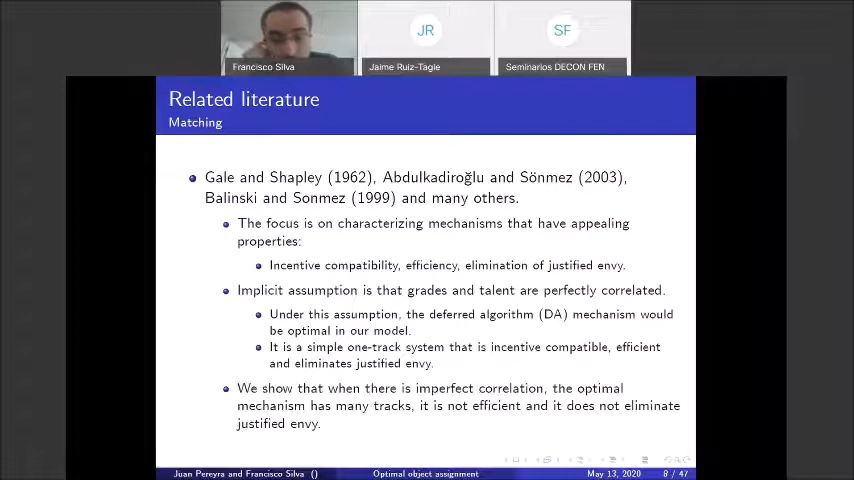 JR
SF
Francisco Silva
Jaime Ruiz-Tagle
Seminarios DECON FEN
Related literature
Matching
Gale and Shapley (1962), Abdulkadiroğlu and Sönmez (2003),
Balinski and Sonmez (1999) and many others.
The focus is on characterizing mechanisms that have appealing
properties:
Incentive compatibility, efficiency, elimination of justified envy.
Implicit assumption is that grades and talent are perfectly correlated.
Under this assumption, the deferred algorithm (DA) mechanism would
be optimal in our model.
It is a simple one-track system that is incentive compatible, efficient
and eliminates justified envy.
We show that when there is imperfect correlation, the optimal
mechanism has many tracks, it is not efficient and it does not eliminate
justified envy.
Juan Pereyra and Francisco Silva ()
Optimal object assignment
May 13, 2020
8 / 47